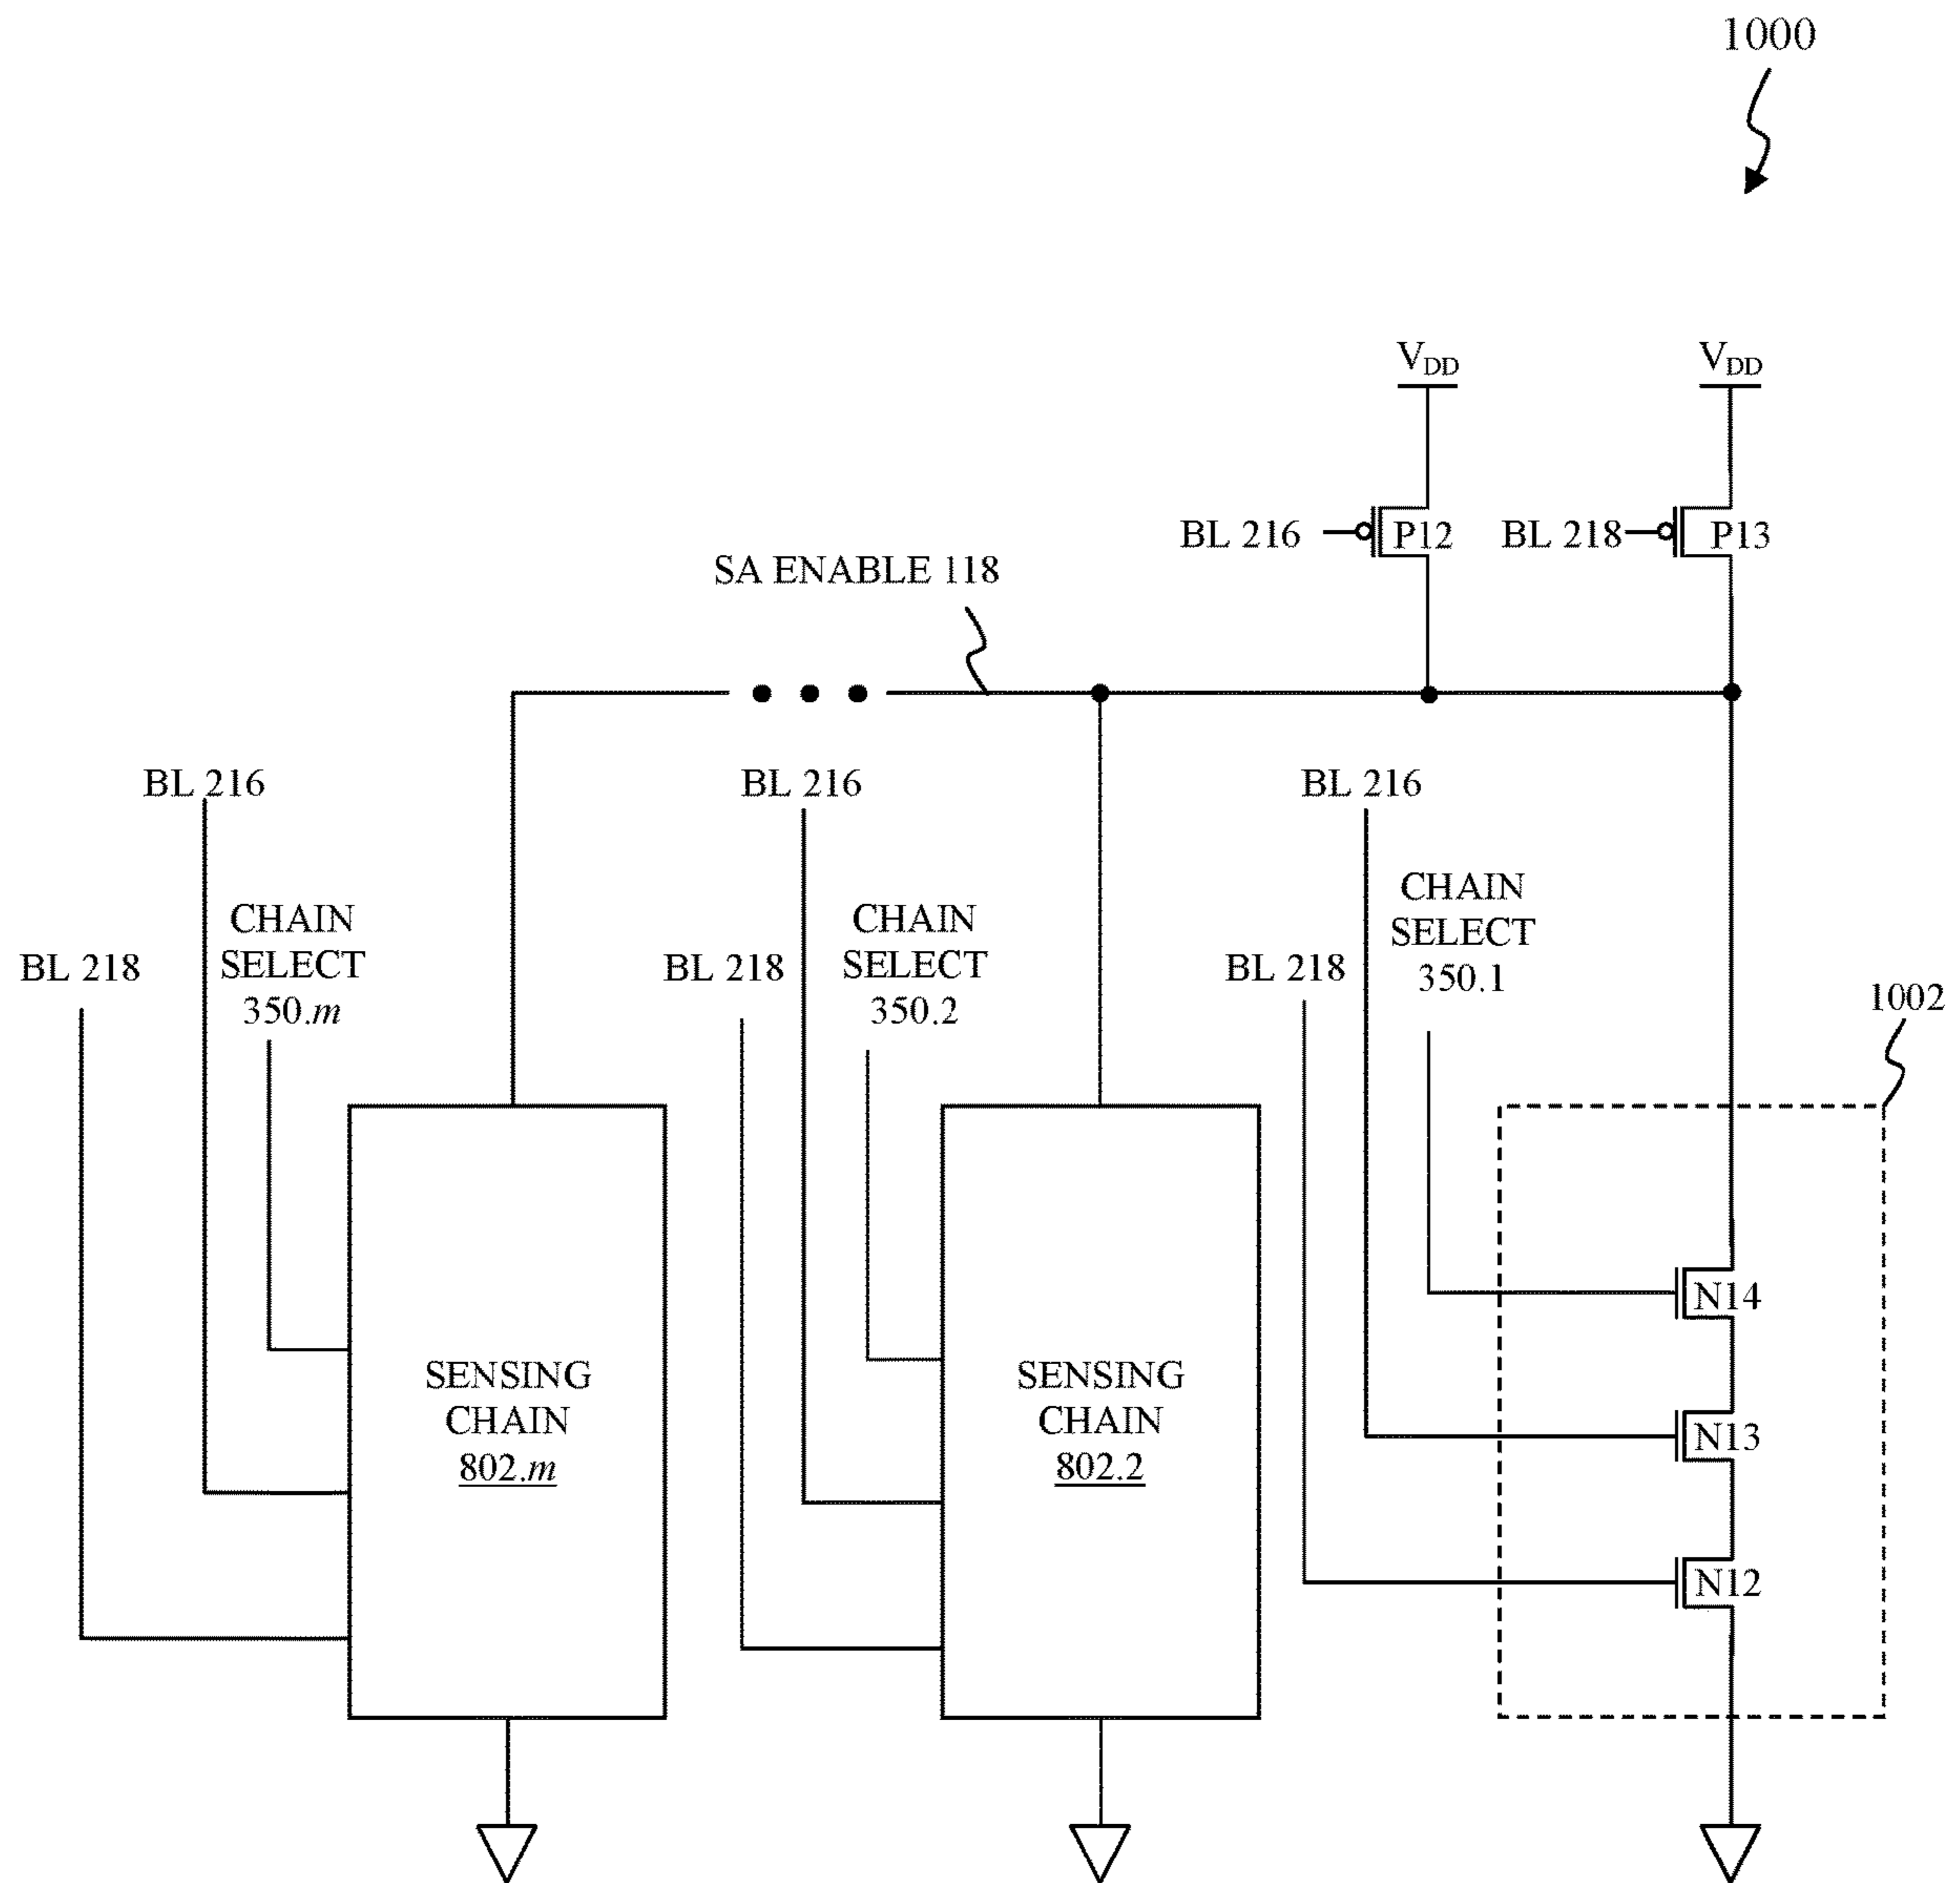 1000
VDD
VDD
BL 216
P12
BL 218
P13
SA ENABLE 118
BL 216
BL 216
BL 216
CHAIN
SELECT
350.1
CHAIN
SELECT
350.m
CHAIN
SELECT
350.2
BL 218
BL 218
BL 218
1002
N14
SENSING
CHAIN
802.m
SENSING
CHAIN
802.2
N13
N12